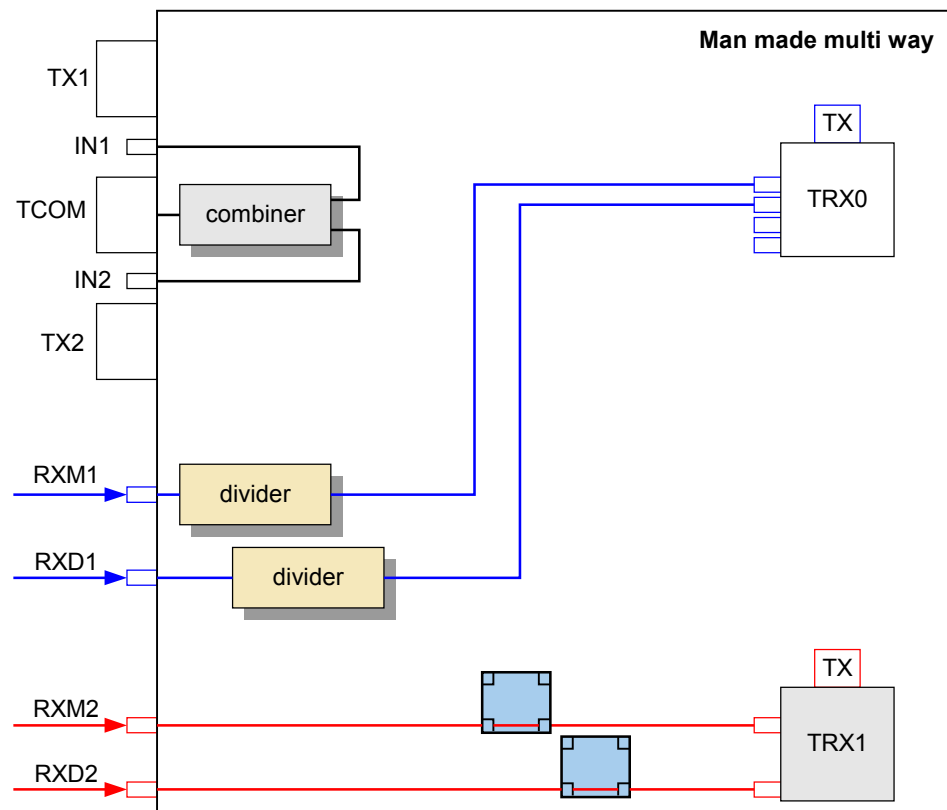 Man made multi way
TX1
IN1
TCOM
combiner
IN2
TX2
TX
TRX0
RXM1
divider
RXD1
divider
TX
RXM2
TRX1
RXD2